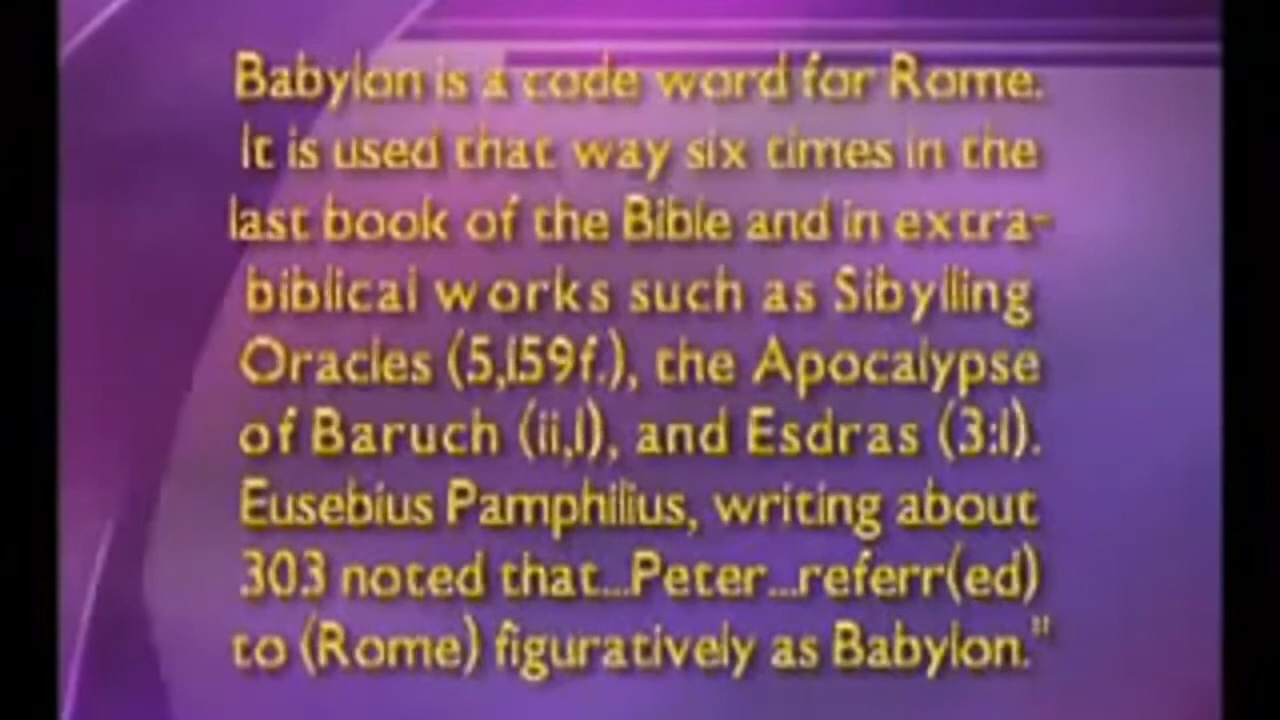 Babylon is a code word for Rome.
It is used that way six times in the
last book of the Bible and in extra-
biblical works such as Sibylling
Oracles (5,159f.), the Apocalypse
of Baruch (ii,1), and Esdras (3:1).
Eusebius Pamphilius, writing about
303 noted that...Peter...referr(ed)
to (Rome) figuratively as Babylon."